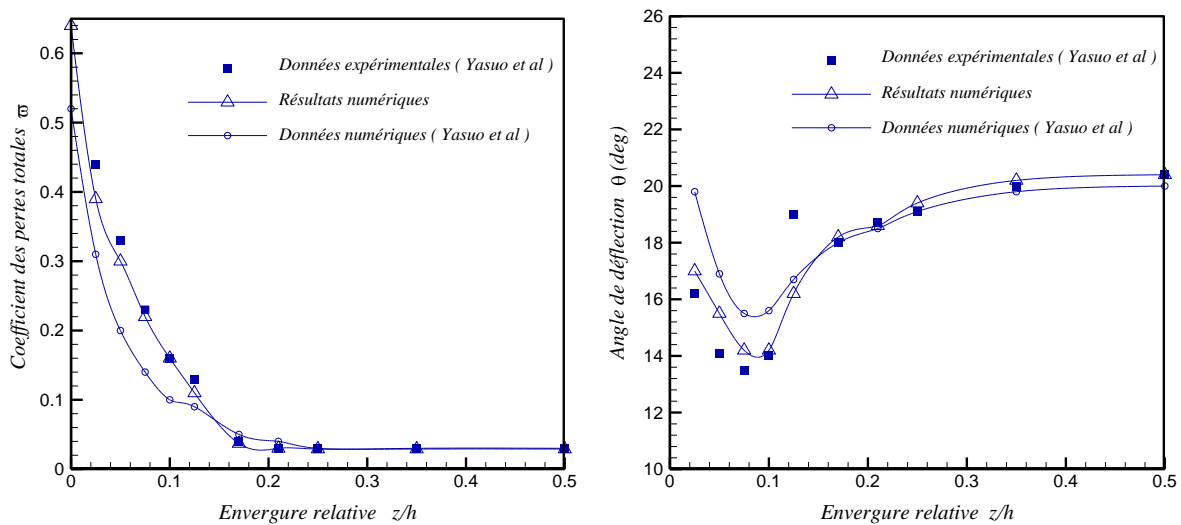 Coefficient des pertes totales ϖ
0.6
0.5
0.4
0.3
0.2
0.1
0
Données expérimentales ( Yasuo et al )
Résultats numériques
Données numériques ( Yasuo et al )
0 0.1 0.2 0.3 0.4 0.5
Envergure relative z/h
Angle de déflection θ (deg)
26
24
22
20
18
16
14
12
10
Données expérimentales ( Yasuo et al )
Résultats numériques
Données numériques ( Yasuo et al )
0 0.1 0.2 0.3 0.4 0.5
Envergure relative z/h